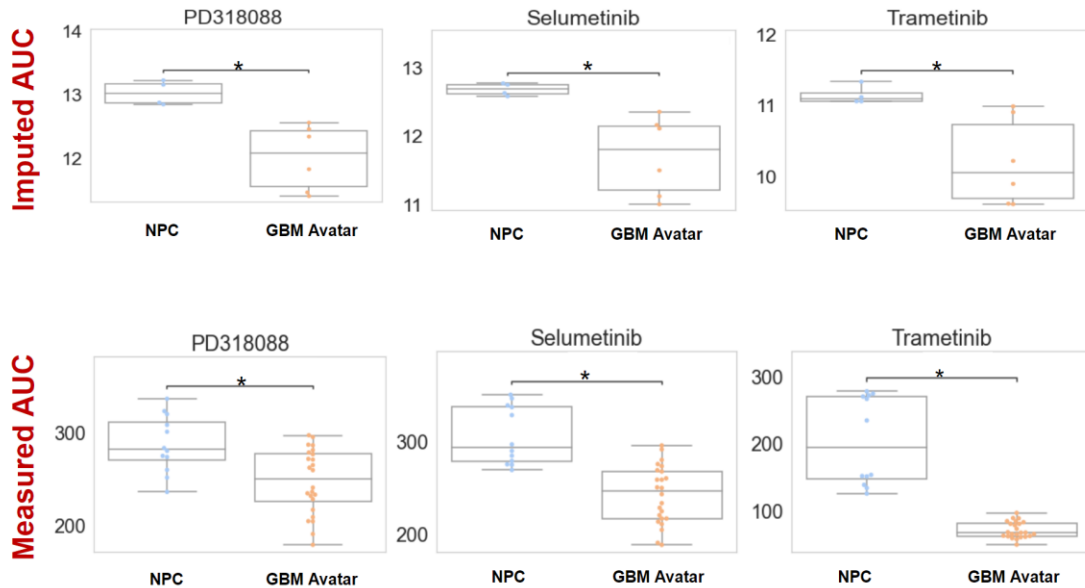 PD318088
Selumetinib
Trametinib
Imputed AUC
14
13
12
*
NPC
GBM Avatar
13
12
11
*
NPC
GBM Avatar
12
11
10
*
NPC
GBM Avatar
PD318088
Selumetinib
Trametinib
Measured AUC
300
200
*
NPC
GBM Avatar
300
200
*
NPC
GBM Avatar
300
200
100
*
NPC
GBM Avatar